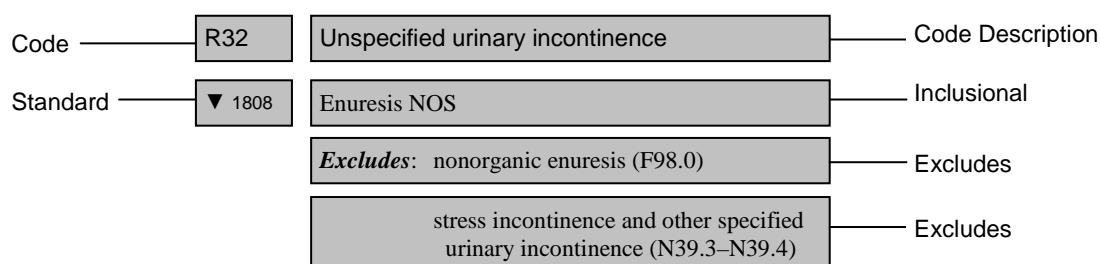 Code R32 Unspecified urinary incontinence Code Description
Standard ▼ 1808 Enuresis NOS Inclusional
Excludes: nonorganic enuresis (F98.0) Excludes
stress incontinence and other specified Excludes
urinary incontinence (N39.3–N39.4)